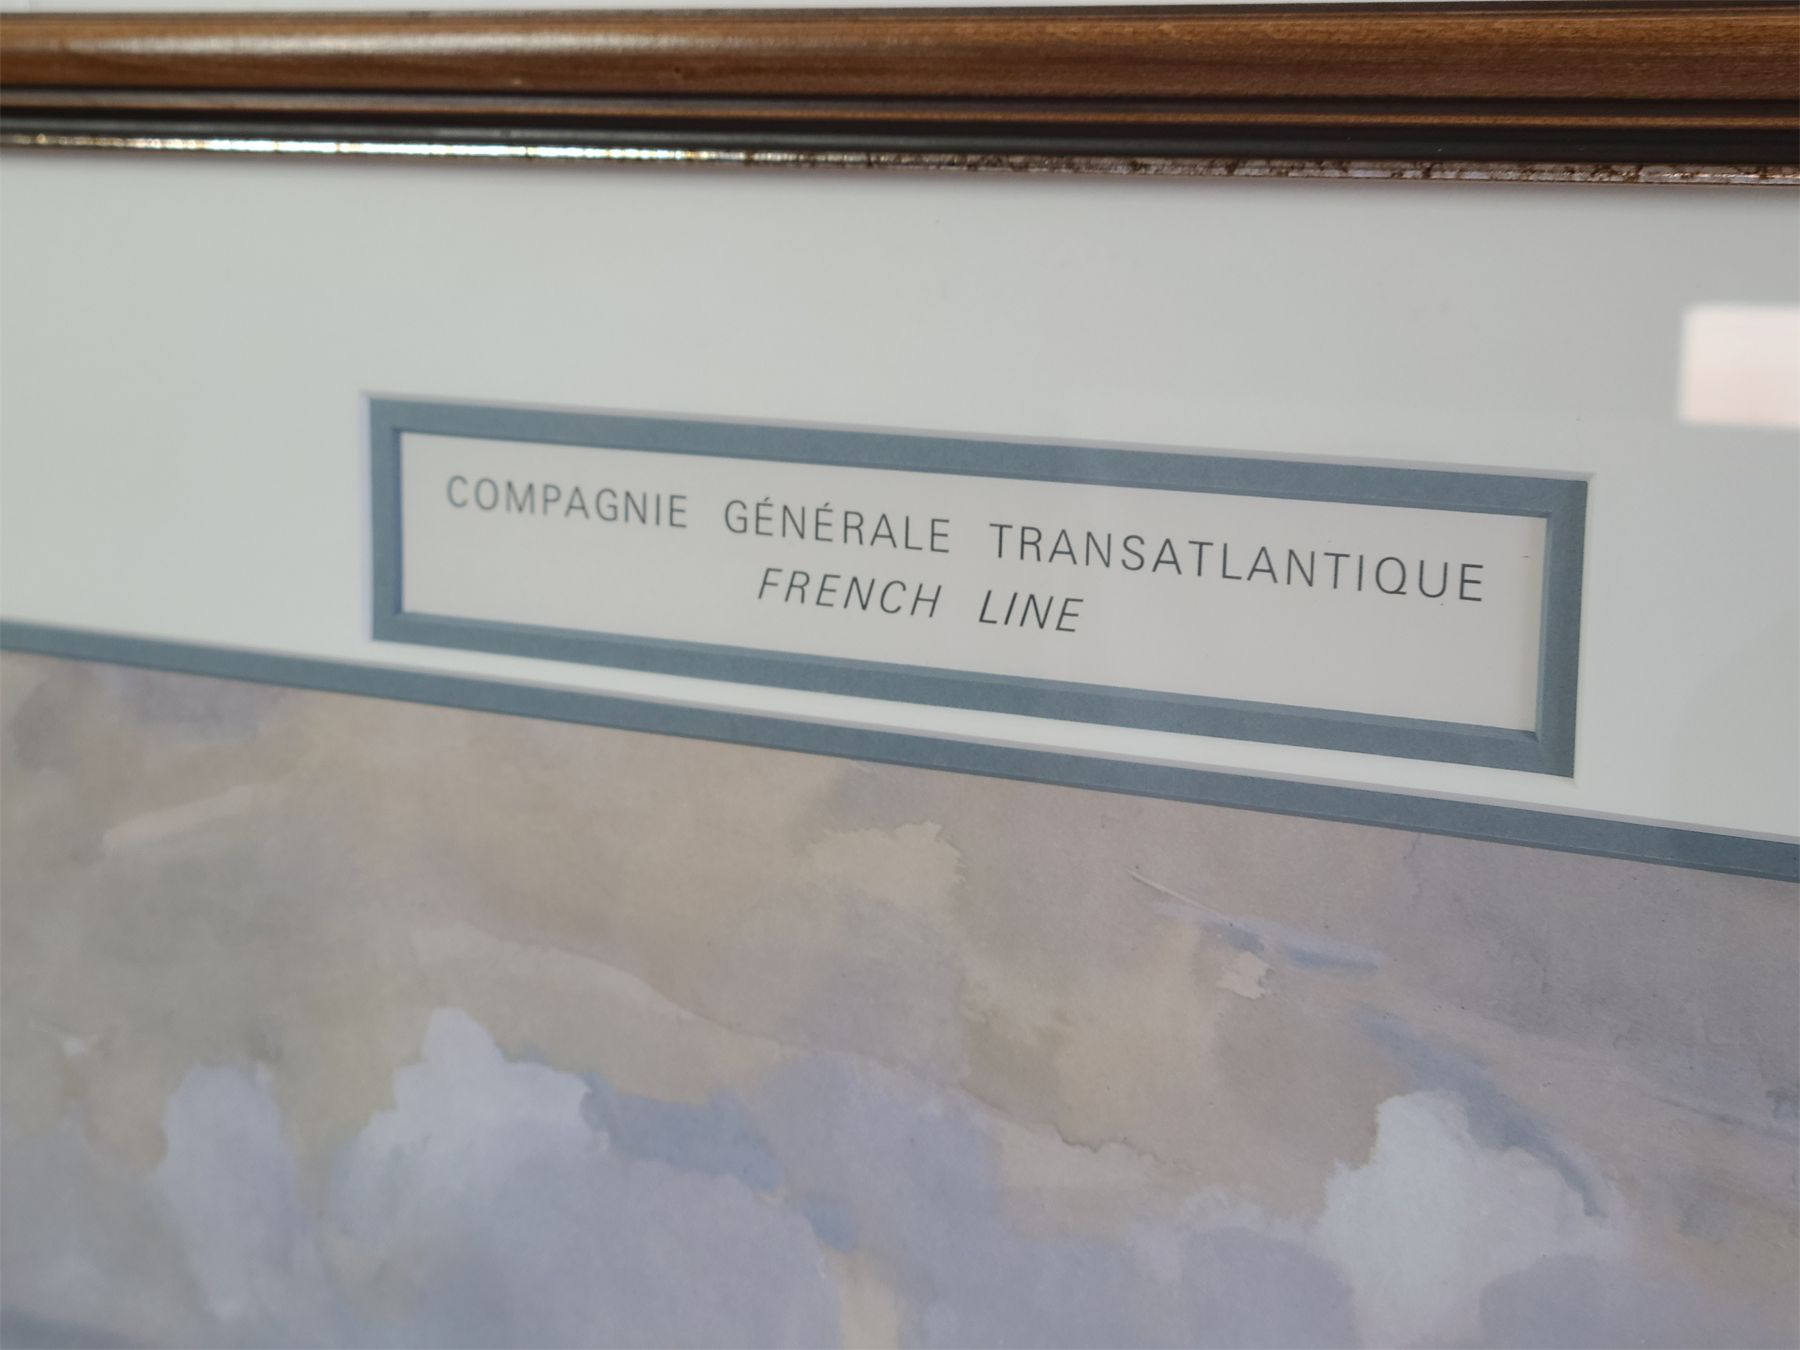 COMPAGNIE GÉNÉRALE TRANSATLANTIQUE
FRENCH LINE